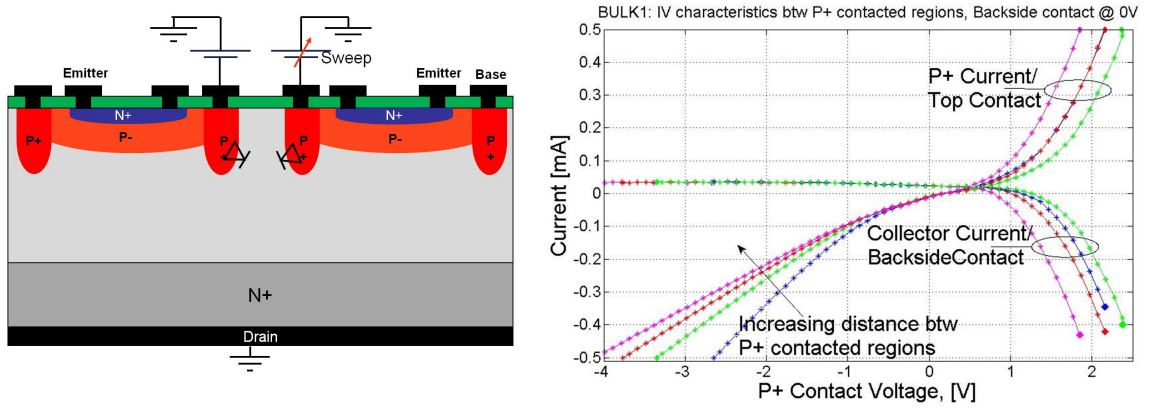 Sweep
Emitter
Emitter
Base
N+
N+
P+
P-
P
+
P
+
P-
P
+
N+
Drain
BULK1: IV characteristics btw P+ contacted regions, Backside contact @ 0V
0.5
0.4
0.3
0.2
0.1
0
-0.1
-0.2
-0.3
-0.4
-0.5
Current [mA]
P+ Current/
Top Contact
Collector Current/
BacksideContact
Increasing distance btw
P+ contacted regions
-4
-3
-2
-1
0
1
2
P+ Contact Voltage, [V]